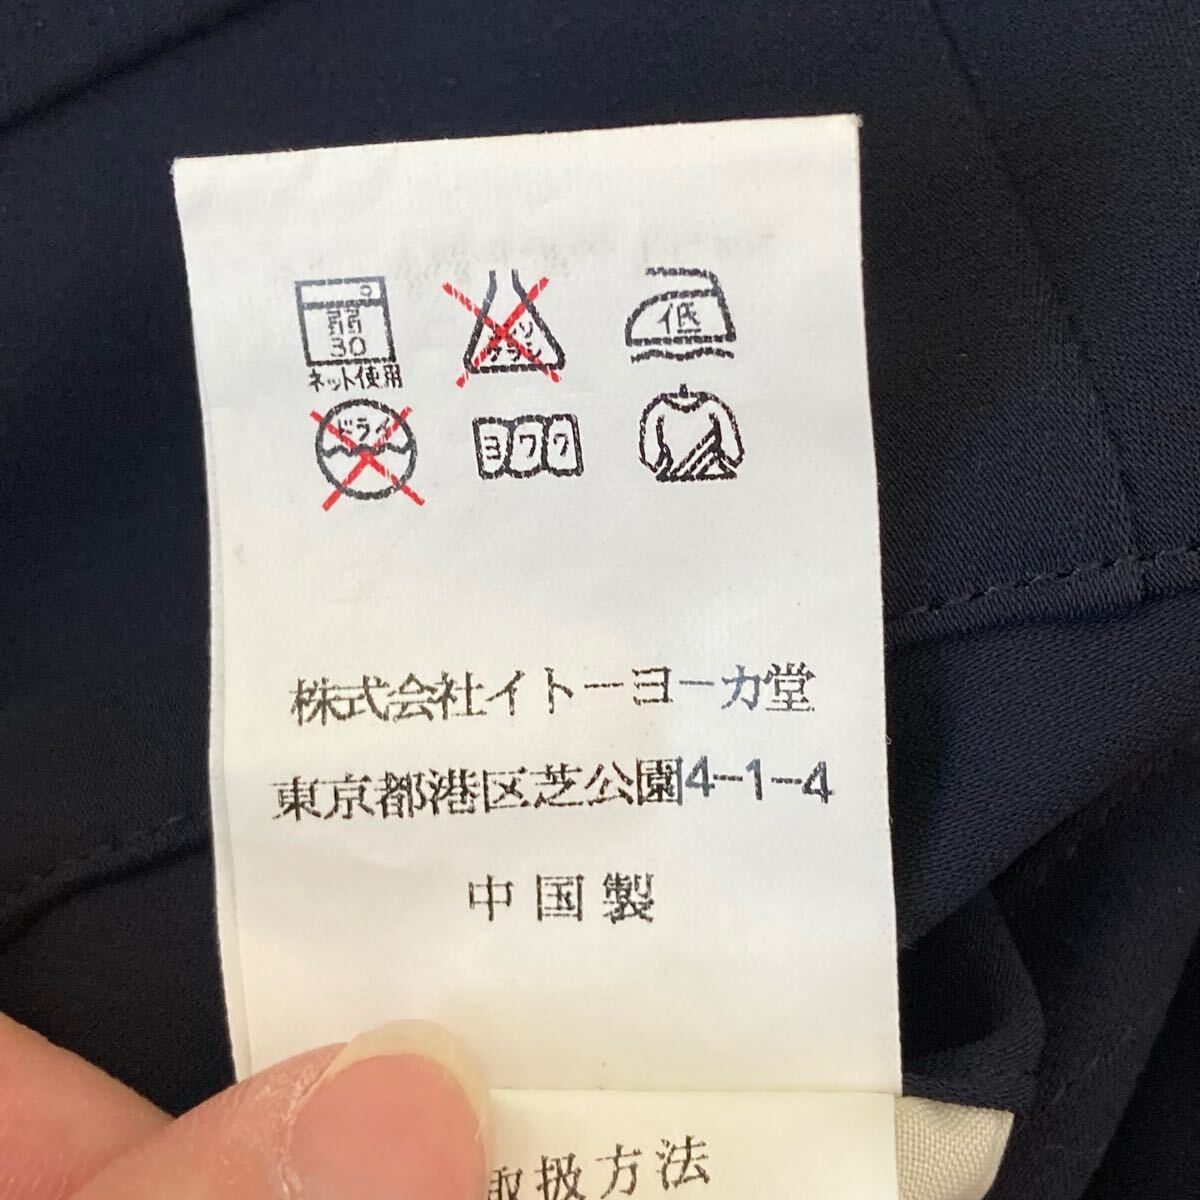 弱
30
ネット使用
エンソ
サラシ
低
ドライ
ヨワク
株式会社イトーヨーカ堂
東京都港区芝公園4-1-4
中国製
取扱方法